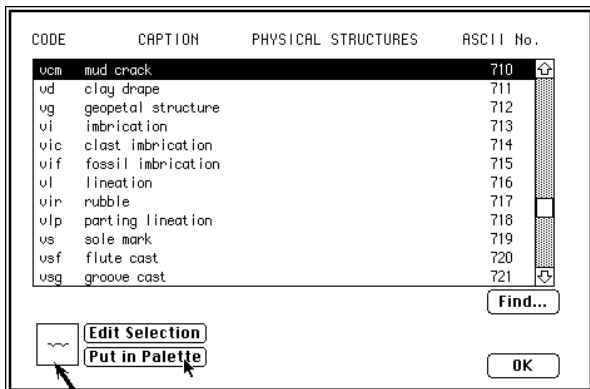 CODE CAPTION PHYSICAL STRUCTURES ASCII No.
vcm mud crack 710
vd clay drape 711
vg geopetal structure 712
vi imbrication 713
vic clast imbrication 714
vif fossil imbrication 715
vl lineation 716
vir rubble 717
vlp parting lineation 718
vs sole mark 719
vsf flute cast 720
vsg groove cast 721
Find...
Edit Selection
Put in Palette
OK